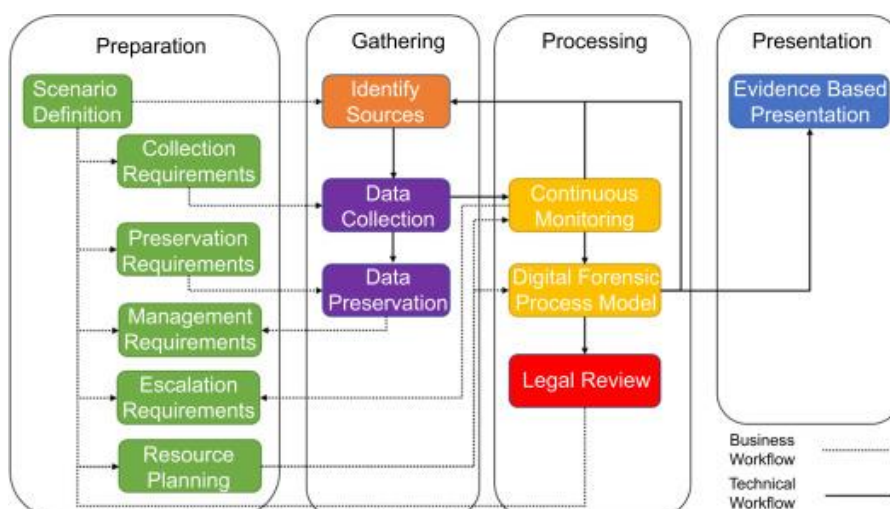 Preparation
Scenario
Definition
Collection
Requirements
Preservation
Requirements
Management
Requirements
Escalation
Requirements
Resource
Planning
Gathering
Identify
Sources
Data
Collection
Data
Preservation
Processing
Continuous
Monitoring
Digital Forensic
Process Model
Legal Review
Presentation
Evidence Based
Presentation
Business
Workflow
Technical
Workflow